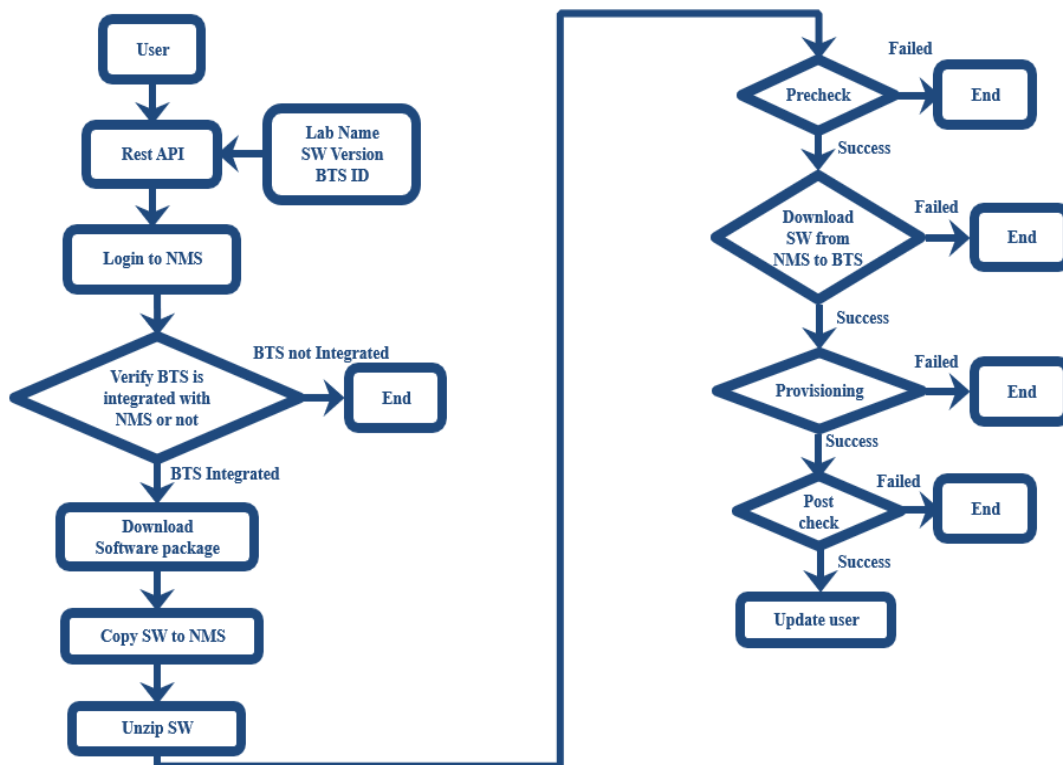 User
Rest API
Lab Name
SW Version
BTS ID
Login to NMS
Verify BTS is
integrated with
NMS or not
BTS not Integrated
End
BTS Integrated
Download
Software package
Copy SW to NMS
Unzip SW
Precheck
Failed
End
Success
Download
SW from
NMS to BTS
Failed
End
Success
Provisioning
Failed
End
Success
Post
check
Failed
End
Success
Update user